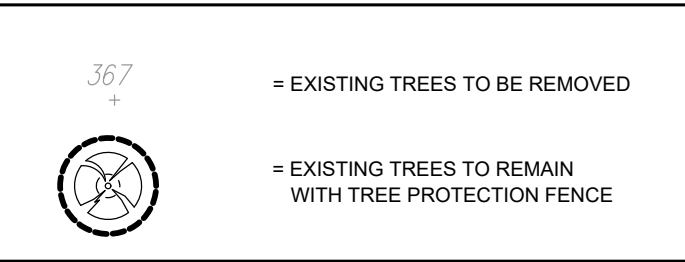 367
+
= EXISTING TREES TO BE REMOVED
= EXISTING TREES TO REMAIN
WITH TREE PROTECTION FENCE